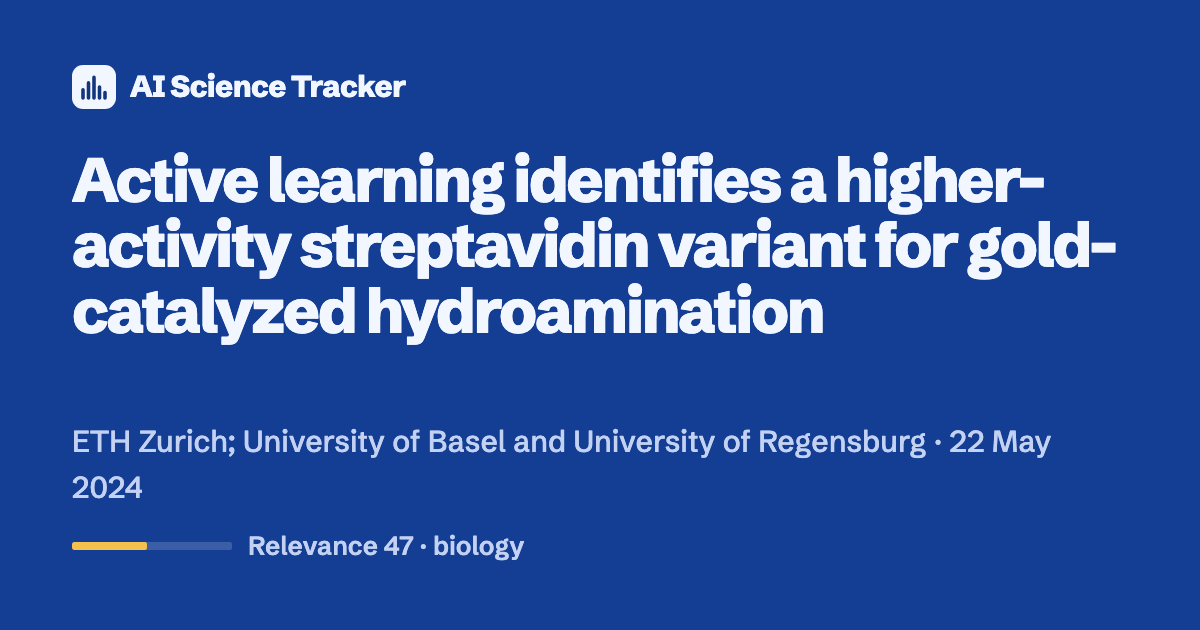 AI Science Tracker
Active learning identifies a higher-
activity streptavidin variant for gold-
catalyzed hydroamination
ETH Zurich; University of Basel and University of Regensburg · 22 May
2024
Relevance 47 · biology